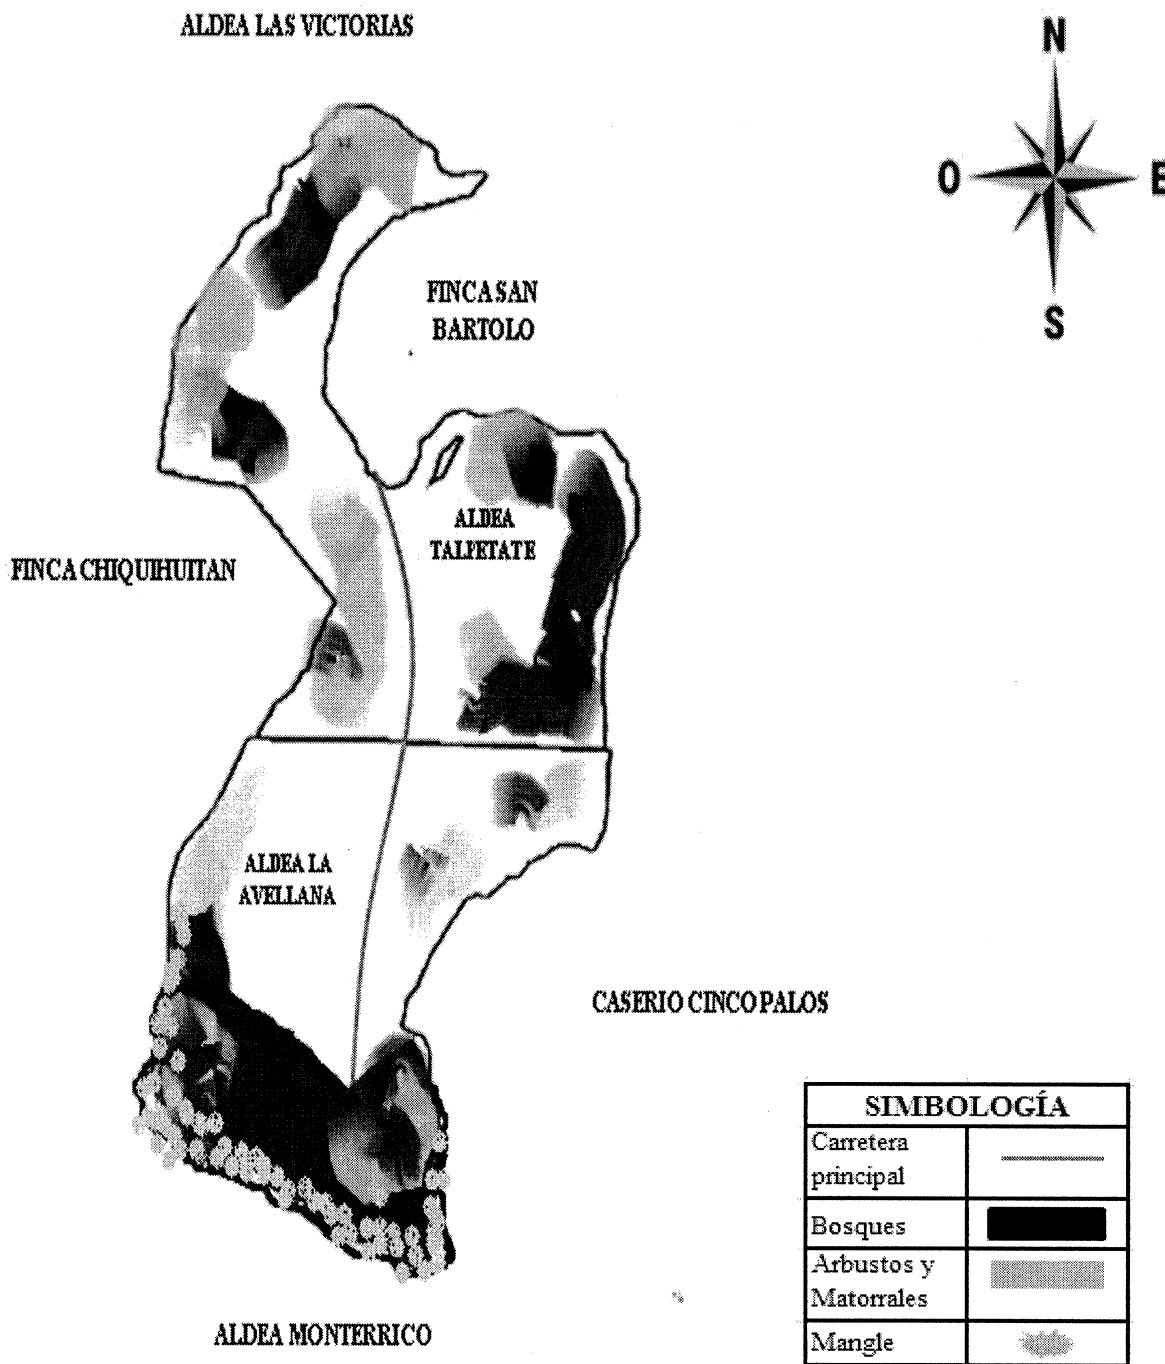 ALDEA LAS VICTORIAS
N
O
E
S
FINCA SAN
BARTOLO
ALDEA
TALPETATE
FINCA CHIQUIHUITAN
ALDEA LA
AVELLANA
CASERIO CINCO PALOS
SIMBOLOGÍA
Carretera
principal
Bosques
Arbustos y
Matorrales
Mangle
ALDEA MONTERRICO